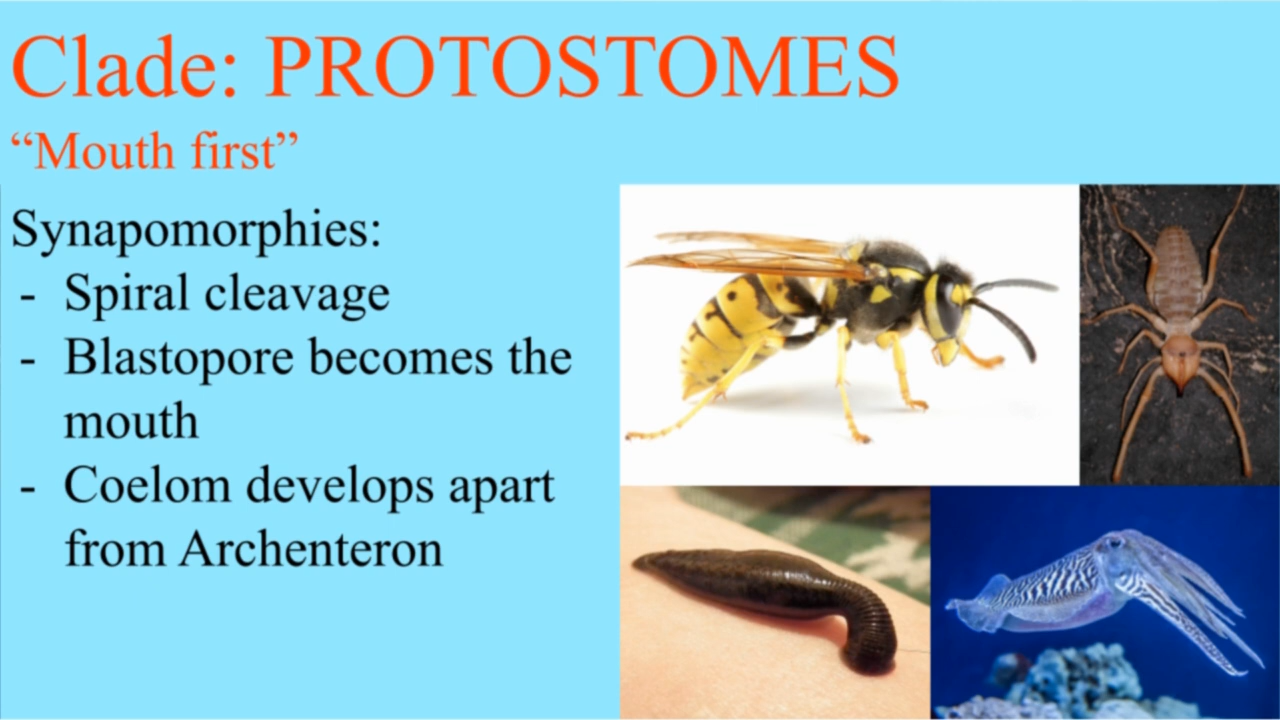 Clade: PROTOSTOMES
“Mouth first”
Synapomorphies:
- Spiral cleavage
- Blastopore becomes the
mouth
- Coelom develops apart
from Archenteron